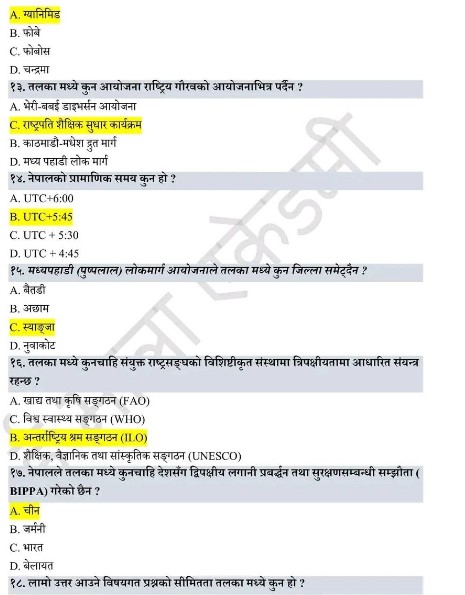 A. ग्यानिमिड
B. फोबे
C. फोबोस
D. चन्द्रमा
१३. तलका मध्ये कुन आयोजना राष्ट्रिय गौरवको आयोजनाभित्र पर्दैन ?
A. भेरी-बबई डाइभर्सन आयोजना
C. राष्ट्रपति शैक्षिक सुधार कार्यक्रम
B. काठमाडौं-मधेश द्रुत मार्ग
D. मध्य पहाडी लोक मार्ग
१४. नेपालको प्रामाणिक समय कुन हो ?
A. UTC+6:00
B. UTC+5:45
C. UTC + 5:30
D. UTC + 4:45
१५. मध्यपहाडी (पुष्पलाल) लोकमार्ग आयोजनाले तलका मध्ये कुन जिल्ला समेट्दैन ?
A. बैतडी
B. अछाम
C. स्याङ्जा
D. नुवाकोट
१६. तलका मध्ये कुनचाहि संयुक्त राष्ट्रसङ्घको विशिष्टीकृत संस्थामा त्रिपक्षीयतामा आधारित संयन्त्र
रहन्छ ?
A. खाद्य तथा कृषि सङ्गठन (FAO)
C. विश्व स्वास्थ्य सङ्गठन (WHO)
B. अन्तर्राष्ट्रिय श्रम सङ्गठन (ILO)
D. शैक्षिक, वैज्ञानिक तथा सांस्कृतिक सङ्गठन (UNESCO)
१७. नेपालले तलका मध्ये कुनचाहि देशसँग द्विपक्षीय लगानी प्रबर्द्धन तथा सुरक्षणसम्बन्धी सम्झौता (
BIPPA) गरेको छैन ?
A. चीन
B. जर्मनी
C. भारत
D. बेलायत
१८. लामो उत्तर आउने विषयगत प्रश्नको सीमितता तलका मध्ये कुन हो ?
एकेडमी